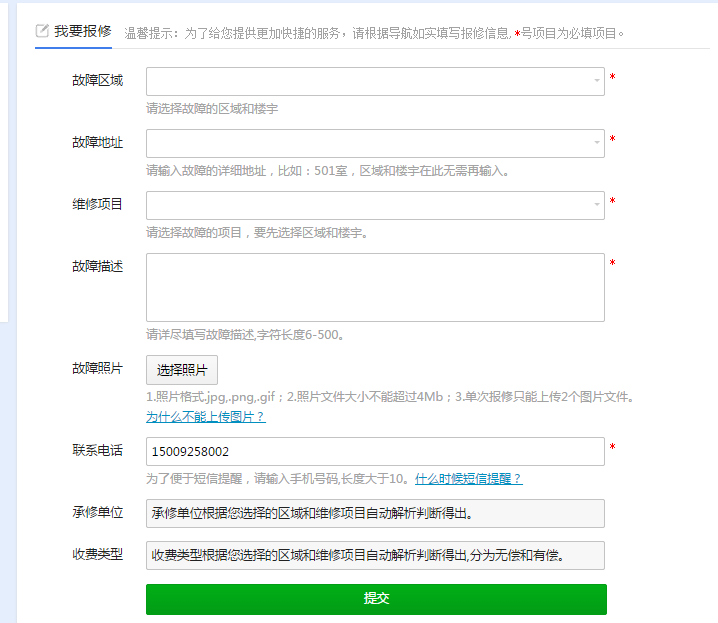 我要报修 温馨提示：为了给您提供更加快捷的服务，请根据导航如实填写报修信息,*号项目为必填项目。
故障区域 *
请选择故障的区域和楼宇
故障地址 *
请输入故障的详细地址，比如：501室，区域和楼宇在此无需再输入。
维修项目 *
请选择故障的项目，要先选择区域和楼宇。
故障描述 *
请详尽填写故障描述,字符长度6-500。
故障照片 选择照片
1.照片格式.jpg,.png,.gif；2.照片文件大小不能超过4Mb；3.单次报修只能上传2个图片文件。
为什么不能上传图片？
联系电话 15009258002 *
为了便于短信提醒，请输入手机号码,长度大于10。什么时候短信提醒？
承修单位 承修单位根据您选择的区域和维修项目自动解析判断得出。
收费类型 收费类型根据您选择的区域和维修项目自动解析判断得出,分为无偿和有偿。
提交